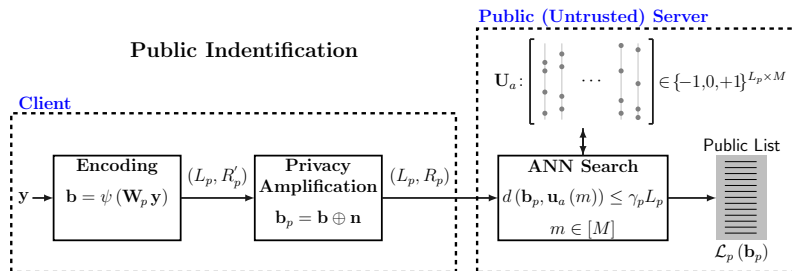 Public (Untrusted) Server
Public Indentification
U_a: [ ··· ] ∈ {-1,0,+1}^{L_p×M}
Client
Public List
Encoding
b = ψ (W_p y)
(L_p, R'_p)
Privacy
Amplification
b_p = b ⊕ n
(L_p, R_p)
ANN Search
d (b_p, u_a (m)) ≤ γ_p L_p
m ∈ [M]
y
L_p (b_p)